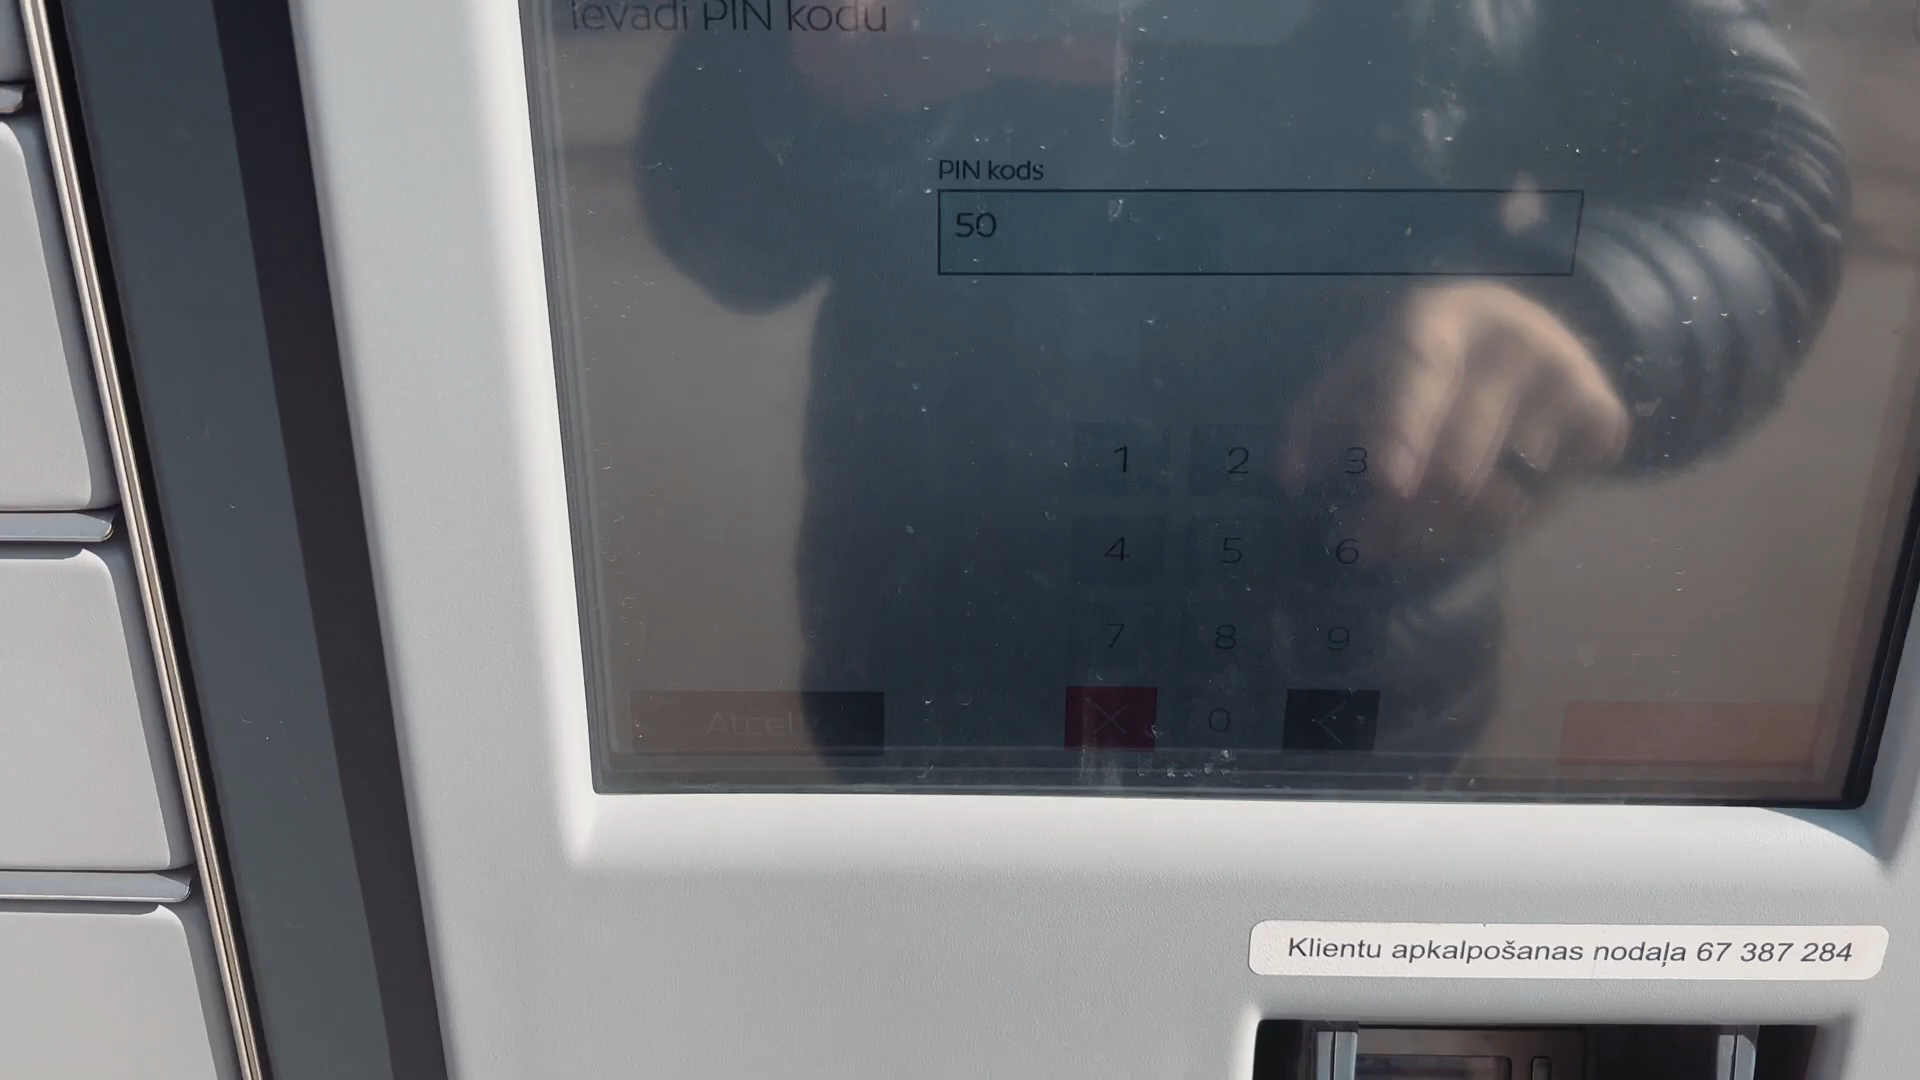 Ievadi PIN kodu
PIN kods
50
1 2 3
4 5 6
7 8 9
Atcelt 0
Klientu apkalpošanas nodaļa 67 387 284